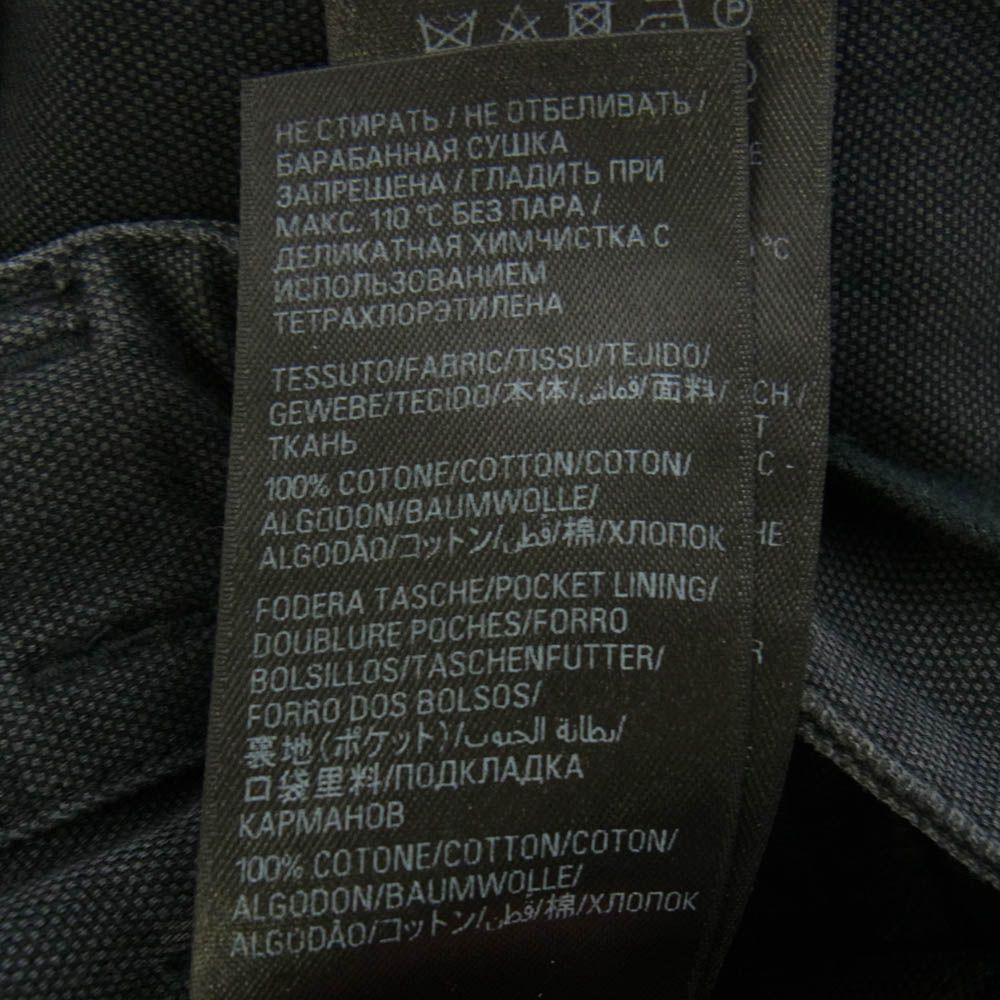 НЕ СТИРАТЬ / НЕ ОТБЕЛИВАТЬ /
БАРАБАННАЯ СУШКА
ЗАПРЕЩЕНА / ГЛАДИТЬ ПРИ
МАКС. 110 °С БЕЗ ПАРА /
ДЕЛИКАТНАЯ ХИМЧИСТКА С
ИСПОЛЬЗОВАНИЕМ
ТЕТРАХЛОРЭТИЛЕНА
TESSUTO/FABRIC/TISSU/TEJIDO/
GEWEBE/TECIDO/本体/قماش/面料/
ТКАНЬ
100% COTONE/COTTON/COTON/
ALGODON/BAUMWOLLE/
ALGODÃO/コットン/قطن/棉/ХЛОПОК
FODERA TASCHE/POCKET LINING/
DOUBLURE POCHES/FORRO
BOLSILLOS/TASCHENFUTTER/
FORRO DOS BOLSOS/
裏地(ポケット)/بطانة الجيوب/
口袋里料/ПОДКЛАДКА
КАРМАНОВ
100% COTONE/COTTON/COTON/
ALGODON/BAUMWOLLE/
ALGODÃO/コットン/قطن/棉/ХЛОПОК
P
E
°C
CH /
T
C -
HE
R